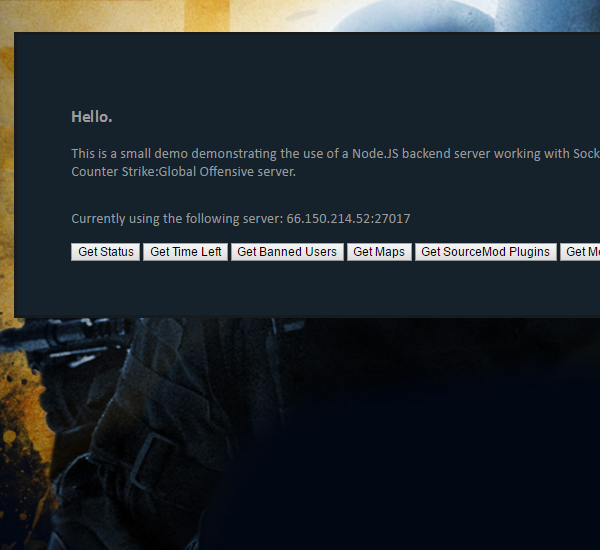 Hello.
This is a small demo demonstrating the use of a Node.JS backend server working with Sock
Counter Strike:Global Offensive server.
Currently using the following server: 66.150.214.52:27017
Get Status Get Time Left Get Banned Users Get Maps Get SourceMod Plugins Get Me